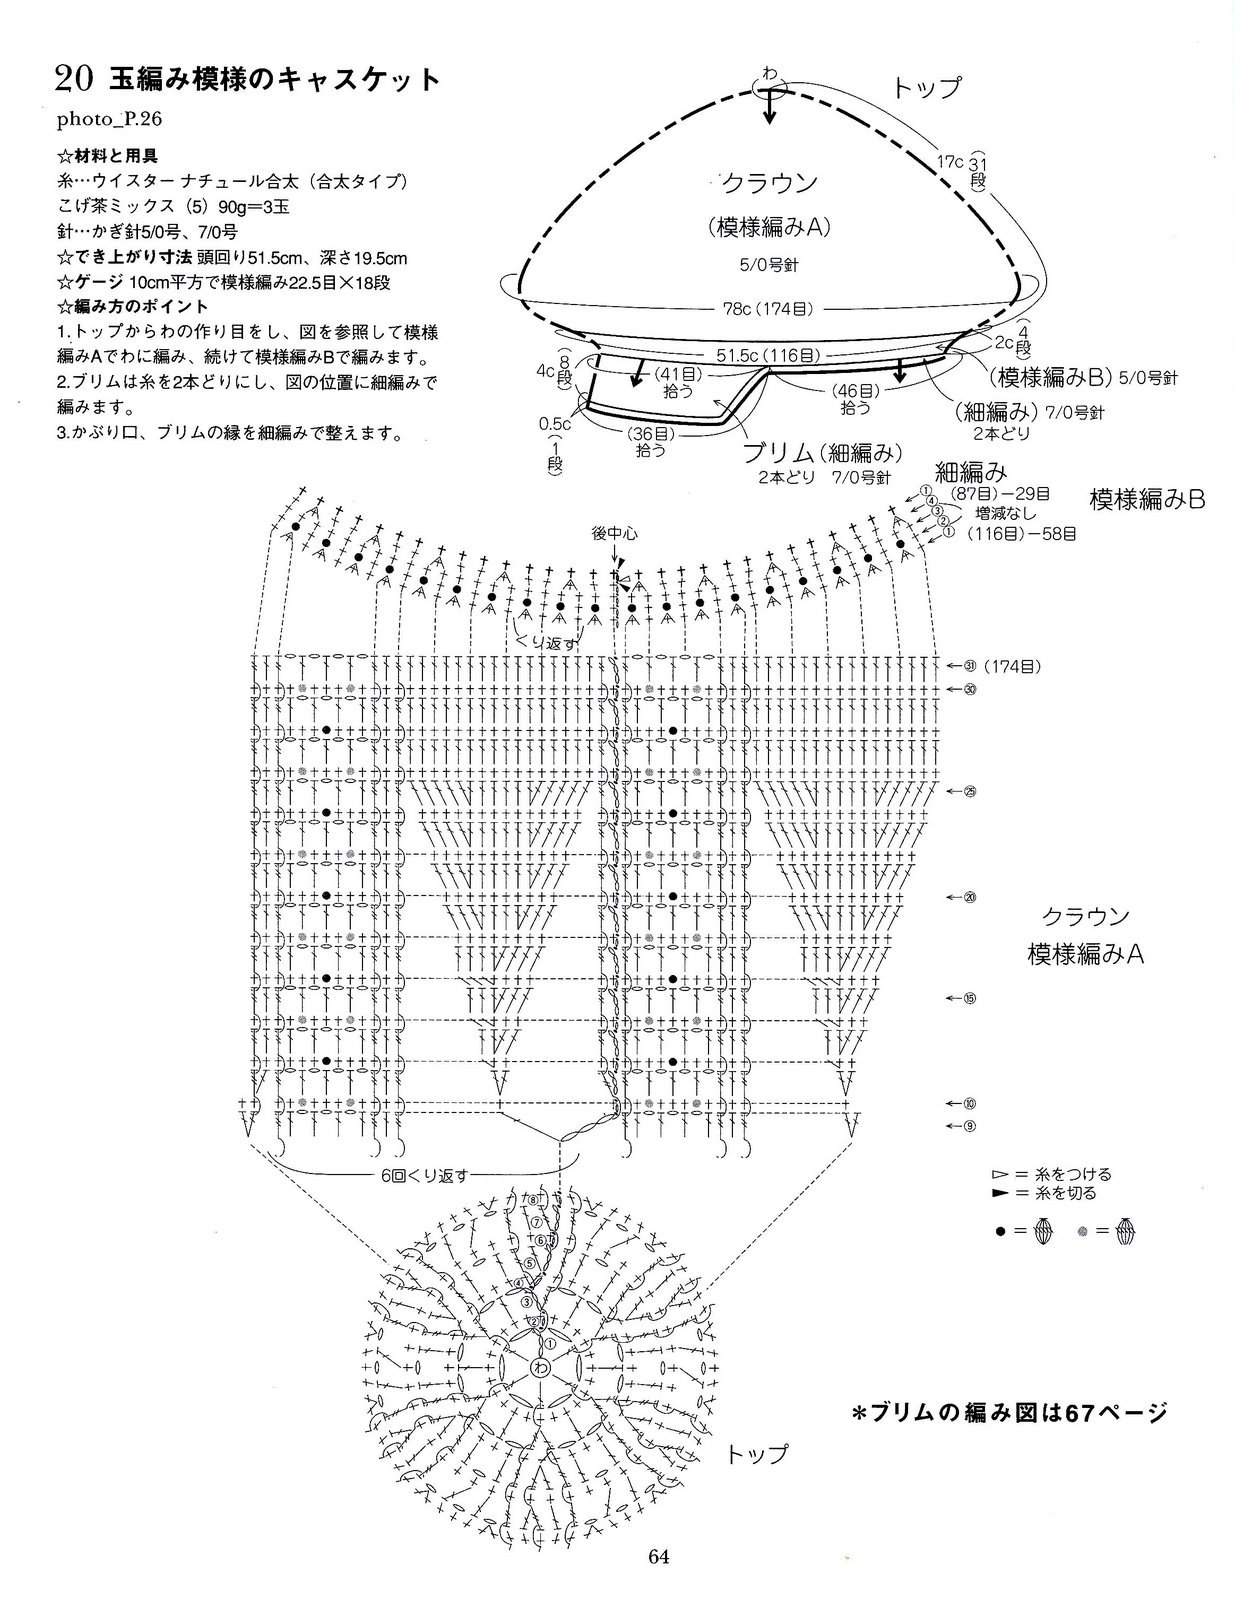 20 玉編み模様のキャスケット
photo_P.26
☆材料と用具
糸…ウイスター ナチュール合太（合太タイプ）
こげ茶ミックス（5）90g＝3玉
針…かぎ針5/0号、7/0号
☆でき上がり寸法 頭回り51.5cm、深さ19.5cm
☆ゲージ 10cm平方で模様編み22.5目×18段
☆編み方のポイント
1.トップからわの作り目をし、図を参照して模様
編みAでわに編み、続けて模様編みBで編みます。
2.ブリムは糸を2本どりにし、図の位置に細編みで
編みます。
3.かぶり口、ブリムの縁を細編みで整えます。
わ
トップ
17c（31段）
クラウン
（模様編みA）
5/0号針
78c（174目）
2c（4段）
51.5c（116目）
4c（8段）
（41目）
拾う
（46目）
拾う
（模様編みB）5/0号針
（細編み）7/0号針
2本どり
0.5c
（1段）
（36目）
拾う
ブリム（細編み）
2本どり 7/0号針
細編み
模様編みB
① （87目）−29目
④
③ 増減なし
②
① （116目）−58目
後中心
くり返す
←㉛（174目）
←㉚
←㉕
←⑳
クラウン
模様編みA
←⑮
←⑩
←⑨
6回くり返す
▷ ＝ 糸をつける
► ＝ 糸を切る
● ＝
● ＝
⑧
⑦
⑥
⑤
④
③
②
①
わ
トップ
＊ブリムの編み図は67ページ
64